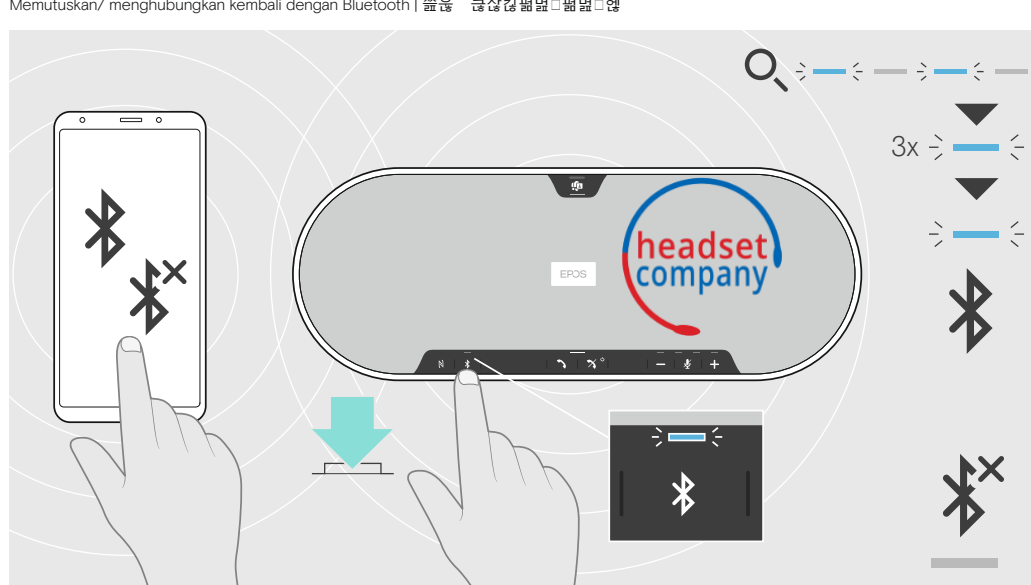 Memutuskan/ menghubungkan kembali dengan Bluetooth |
3x
headset
company
EPOS